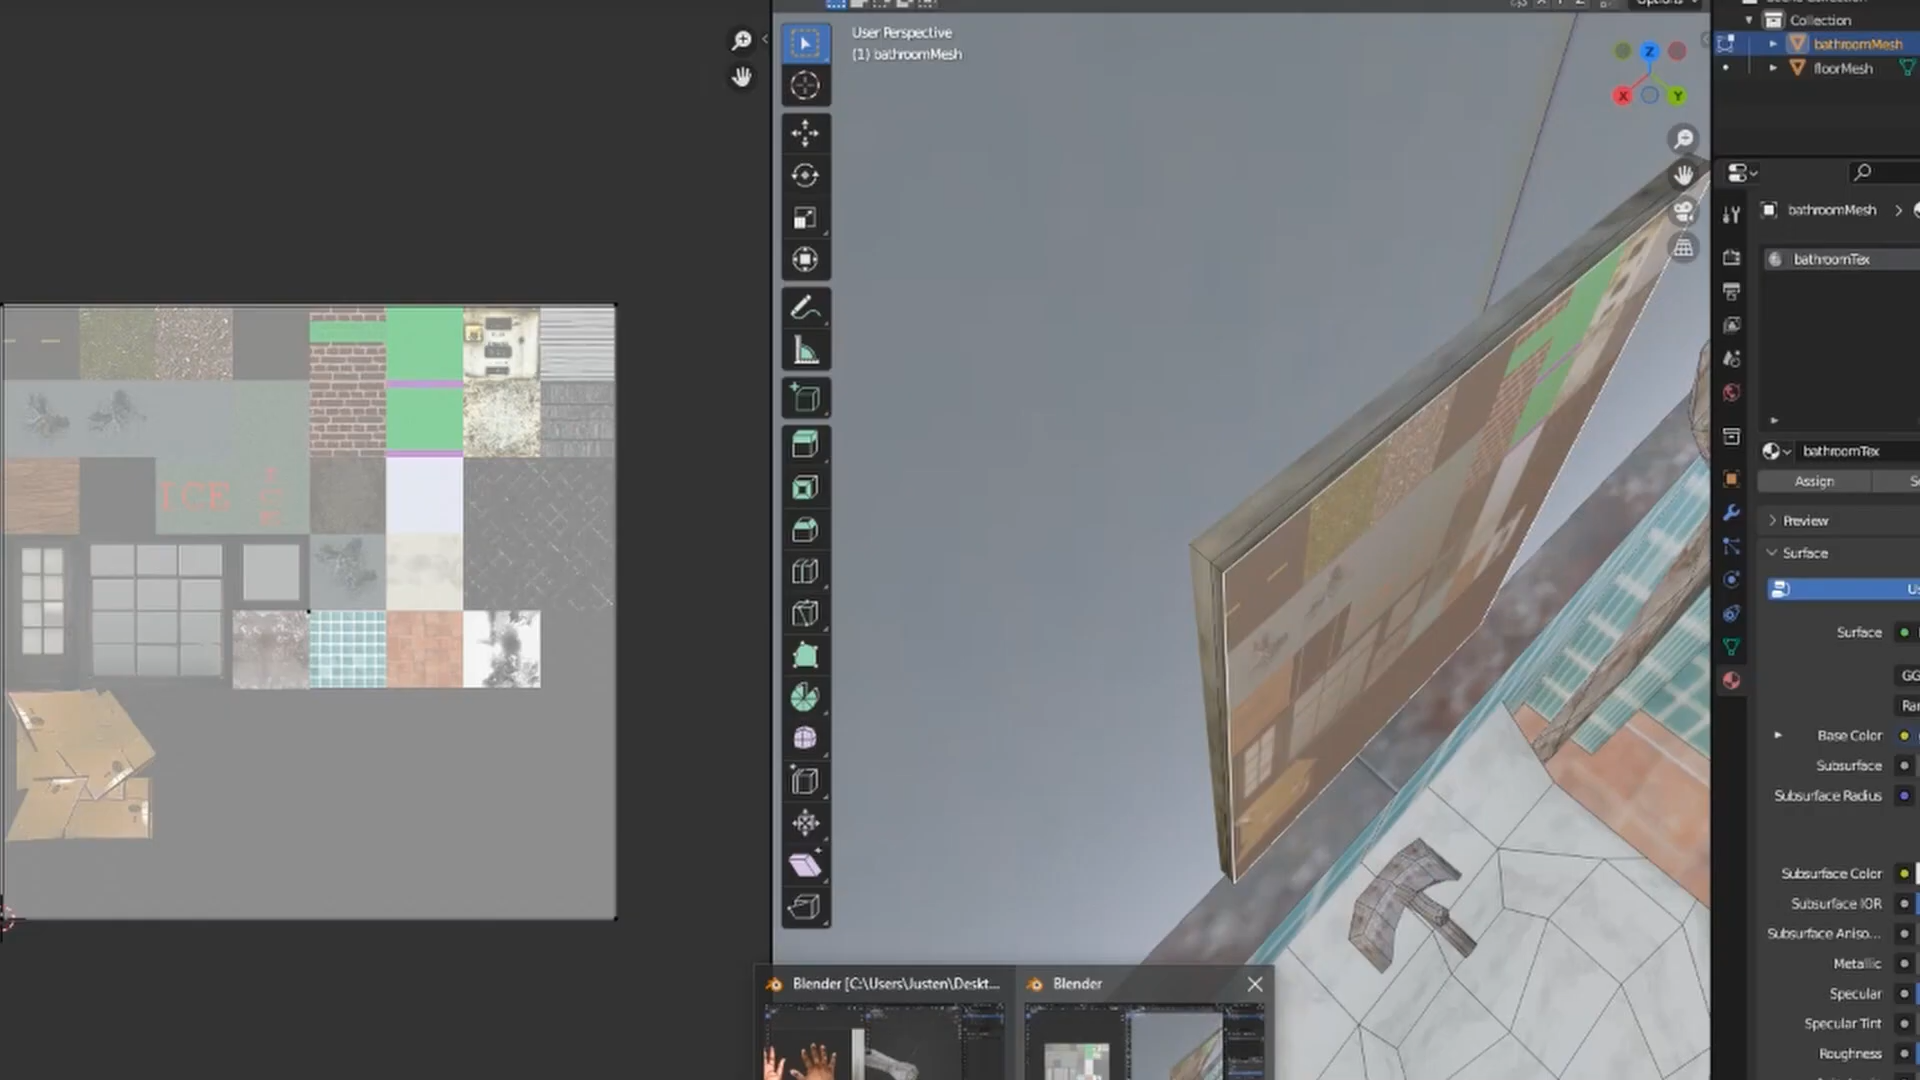 Options
User Perspective
(1) bathroomMesh
Z
X
Y
Collection
bathroomMesh
floorMesh
bathroomMesh
bathroomTex
bathroomTex
Assign
Preview
Surface
Surface
Base Color
Subsurface
Subsurface Radius
Subsurface Color
Subsurface IOR
Subsurface Aniso...
Metallic
Specular
Specular Tint
Roughness
ICE
Blender [C:\Users\Justen\Deskt...
Blender